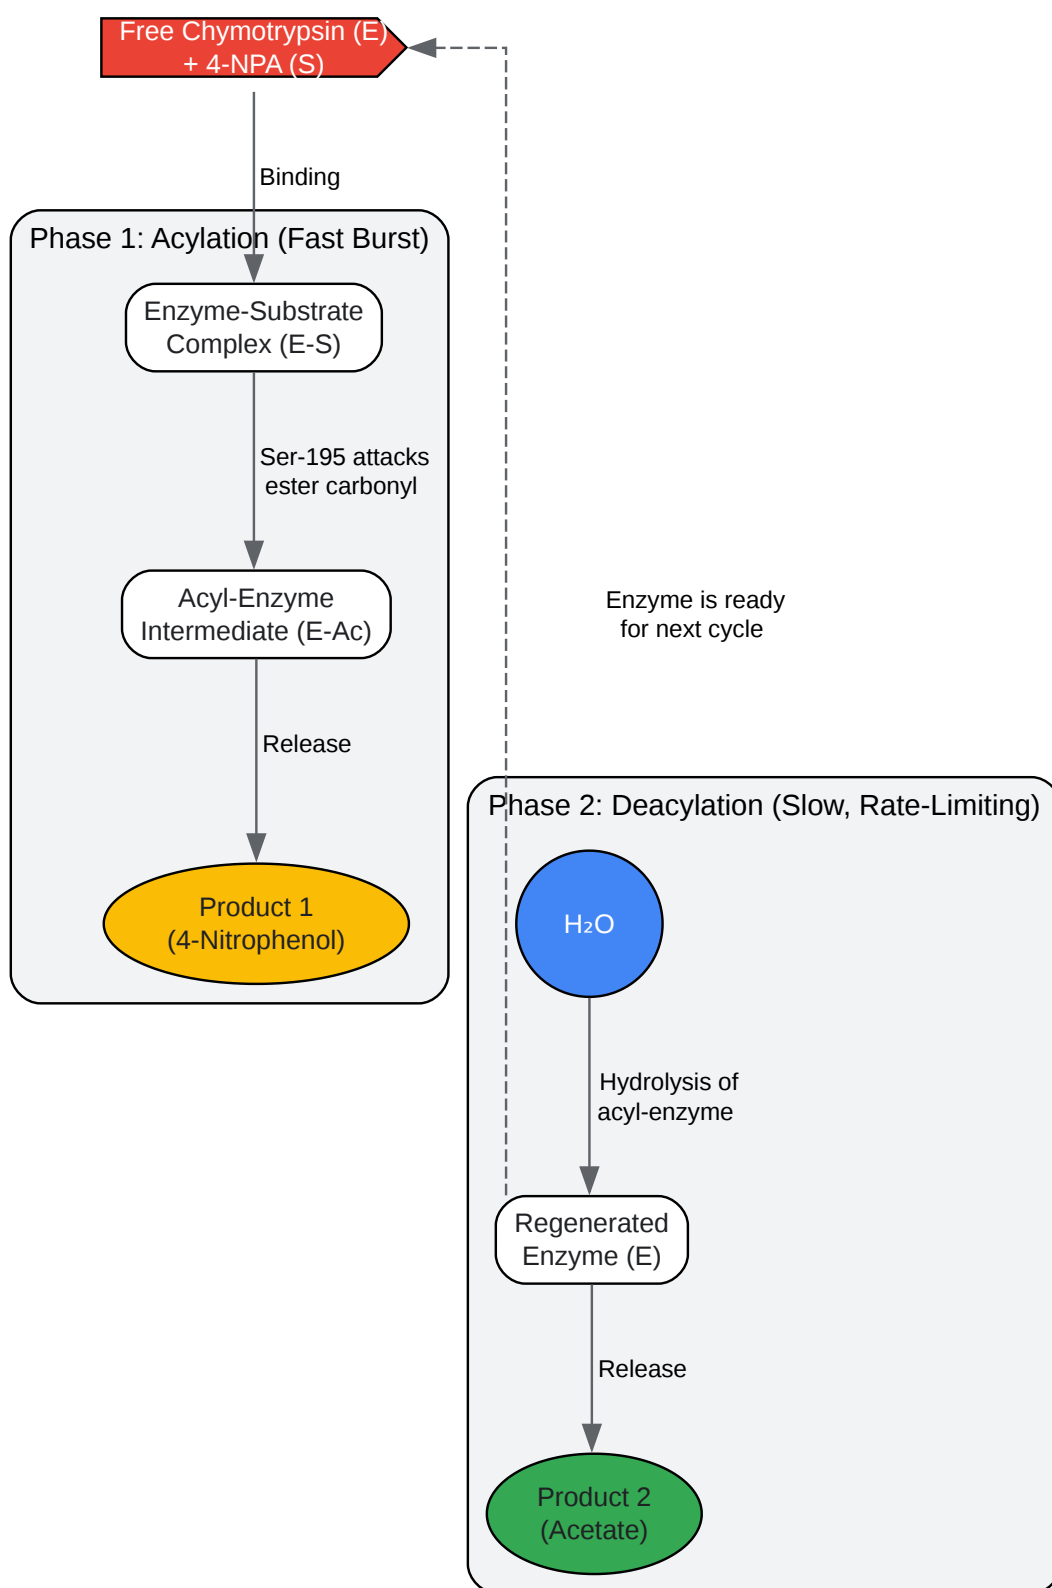 Free Chymotrypsin (E)
+ 4-NPA (S)
Binding
Phase 1: Acylation (Fast Burst)
Enzyme-Substrate
Complex (E-S)
Ser-195 attacks
ester carbonyl
Acyl-Enzyme
Intermediate (E-Ac)
Enzyme is ready
for next cycle
Release
Phase 2: Deacylation (Slow, Rate-Limiting)
Product 1
(4-Nitrophenol)
H₂O
Hydrolysis of
acyl-enzyme
Regenerated
Enzyme (E)
Release
Product 2
(Acetate)